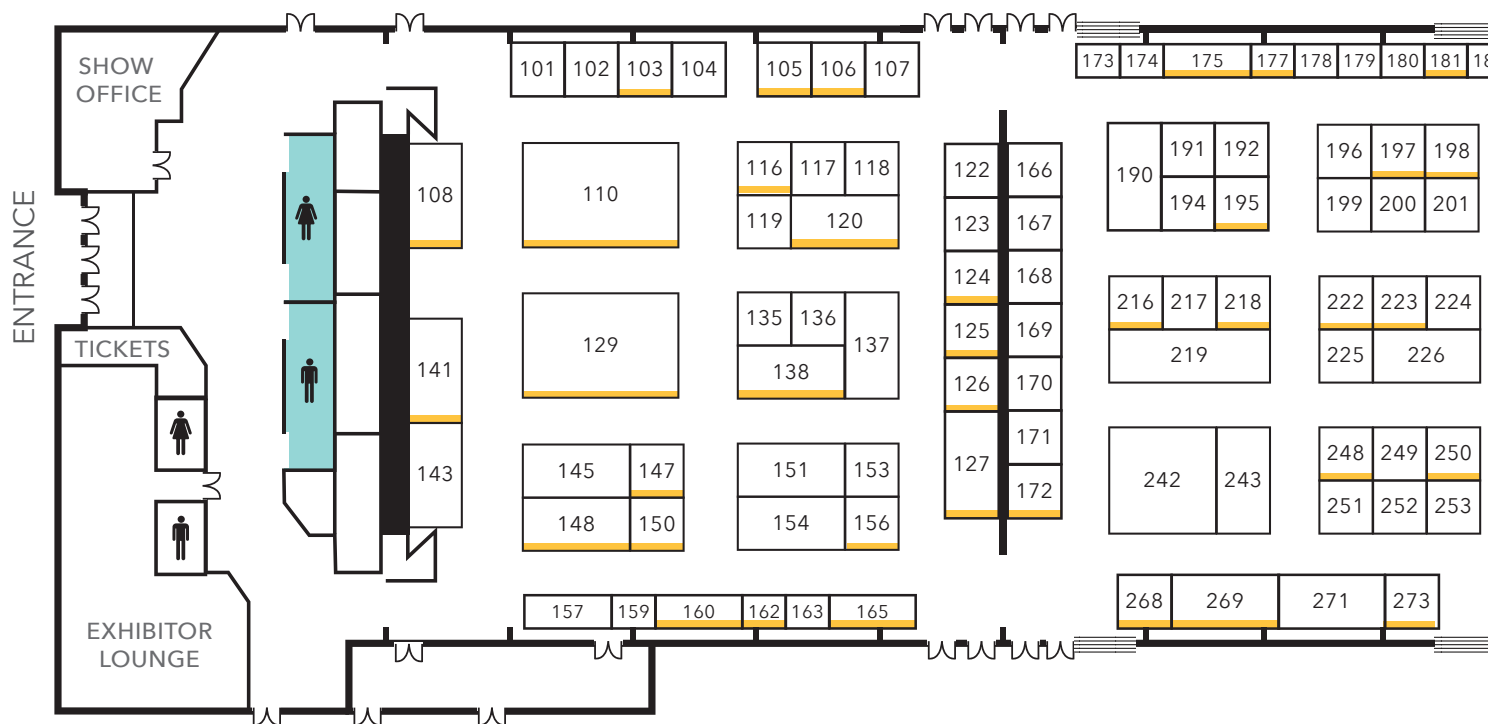 SHOW
OFFICE
ENTRANCE
TICKETS
EXHIBITOR
LOUNGE
101 102 103 104 105 106 107 173 174 175 177 178 179 180 181
108 110 116 117 118 122 166 190 191 192 196 197 198
119 120 123 167 194 195 199 200 201
124 168
129 135 136 137 125 169 216 217 218 222 223 224
141 138 126 170 219 225 226
143 145 147 151 153 127 171 242 243 248 249 250
148 150 154 156 172 251 252 253
157 159 160 162 163 165 268 269 271 273